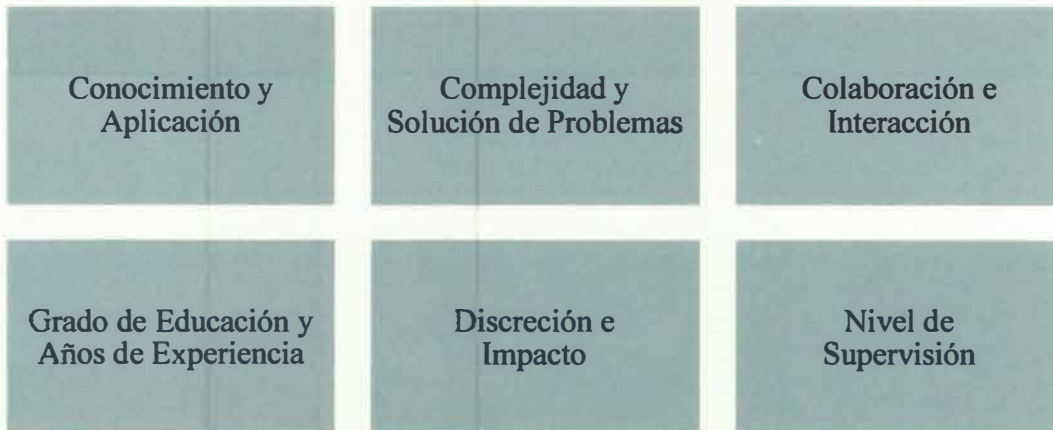 Conocimiento y
Aplicación
Complejidad y
Solución de Problemas
Colaboración e
Interacción
Grado de Educación y
Años de Experiencia
Discreción e
Impacto
Nivel de
Supervisión